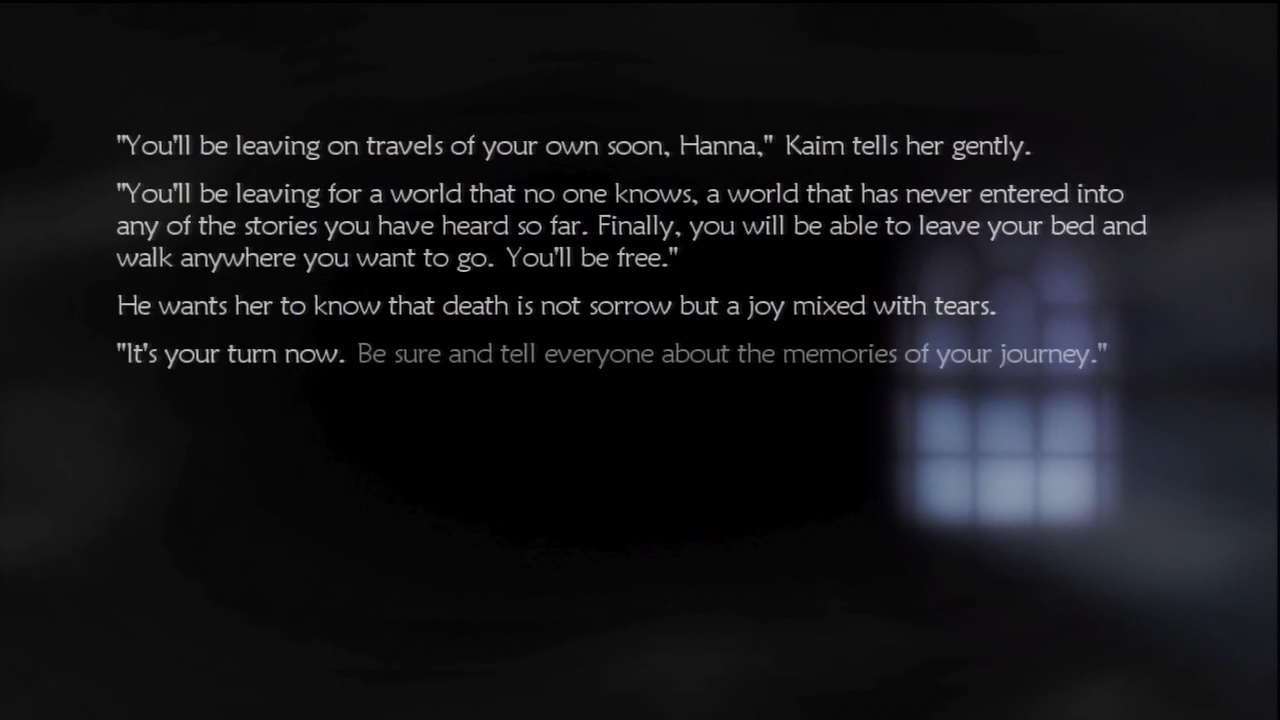 "You'll be leaving on travels of your own soon, Hanna," Kaim tells her gently.
"You'll be leaving for a world that no one knows, a world that has never entered into
any of the stories you have heard so far. Finally, you will be able to leave your bed and
walk anywhere you want to go. You'll be free."
He wants her to know that death is not sorrow but a joy mixed with tears.
"It's your turn now. Be sure and tell everyone about the memories of your journey."